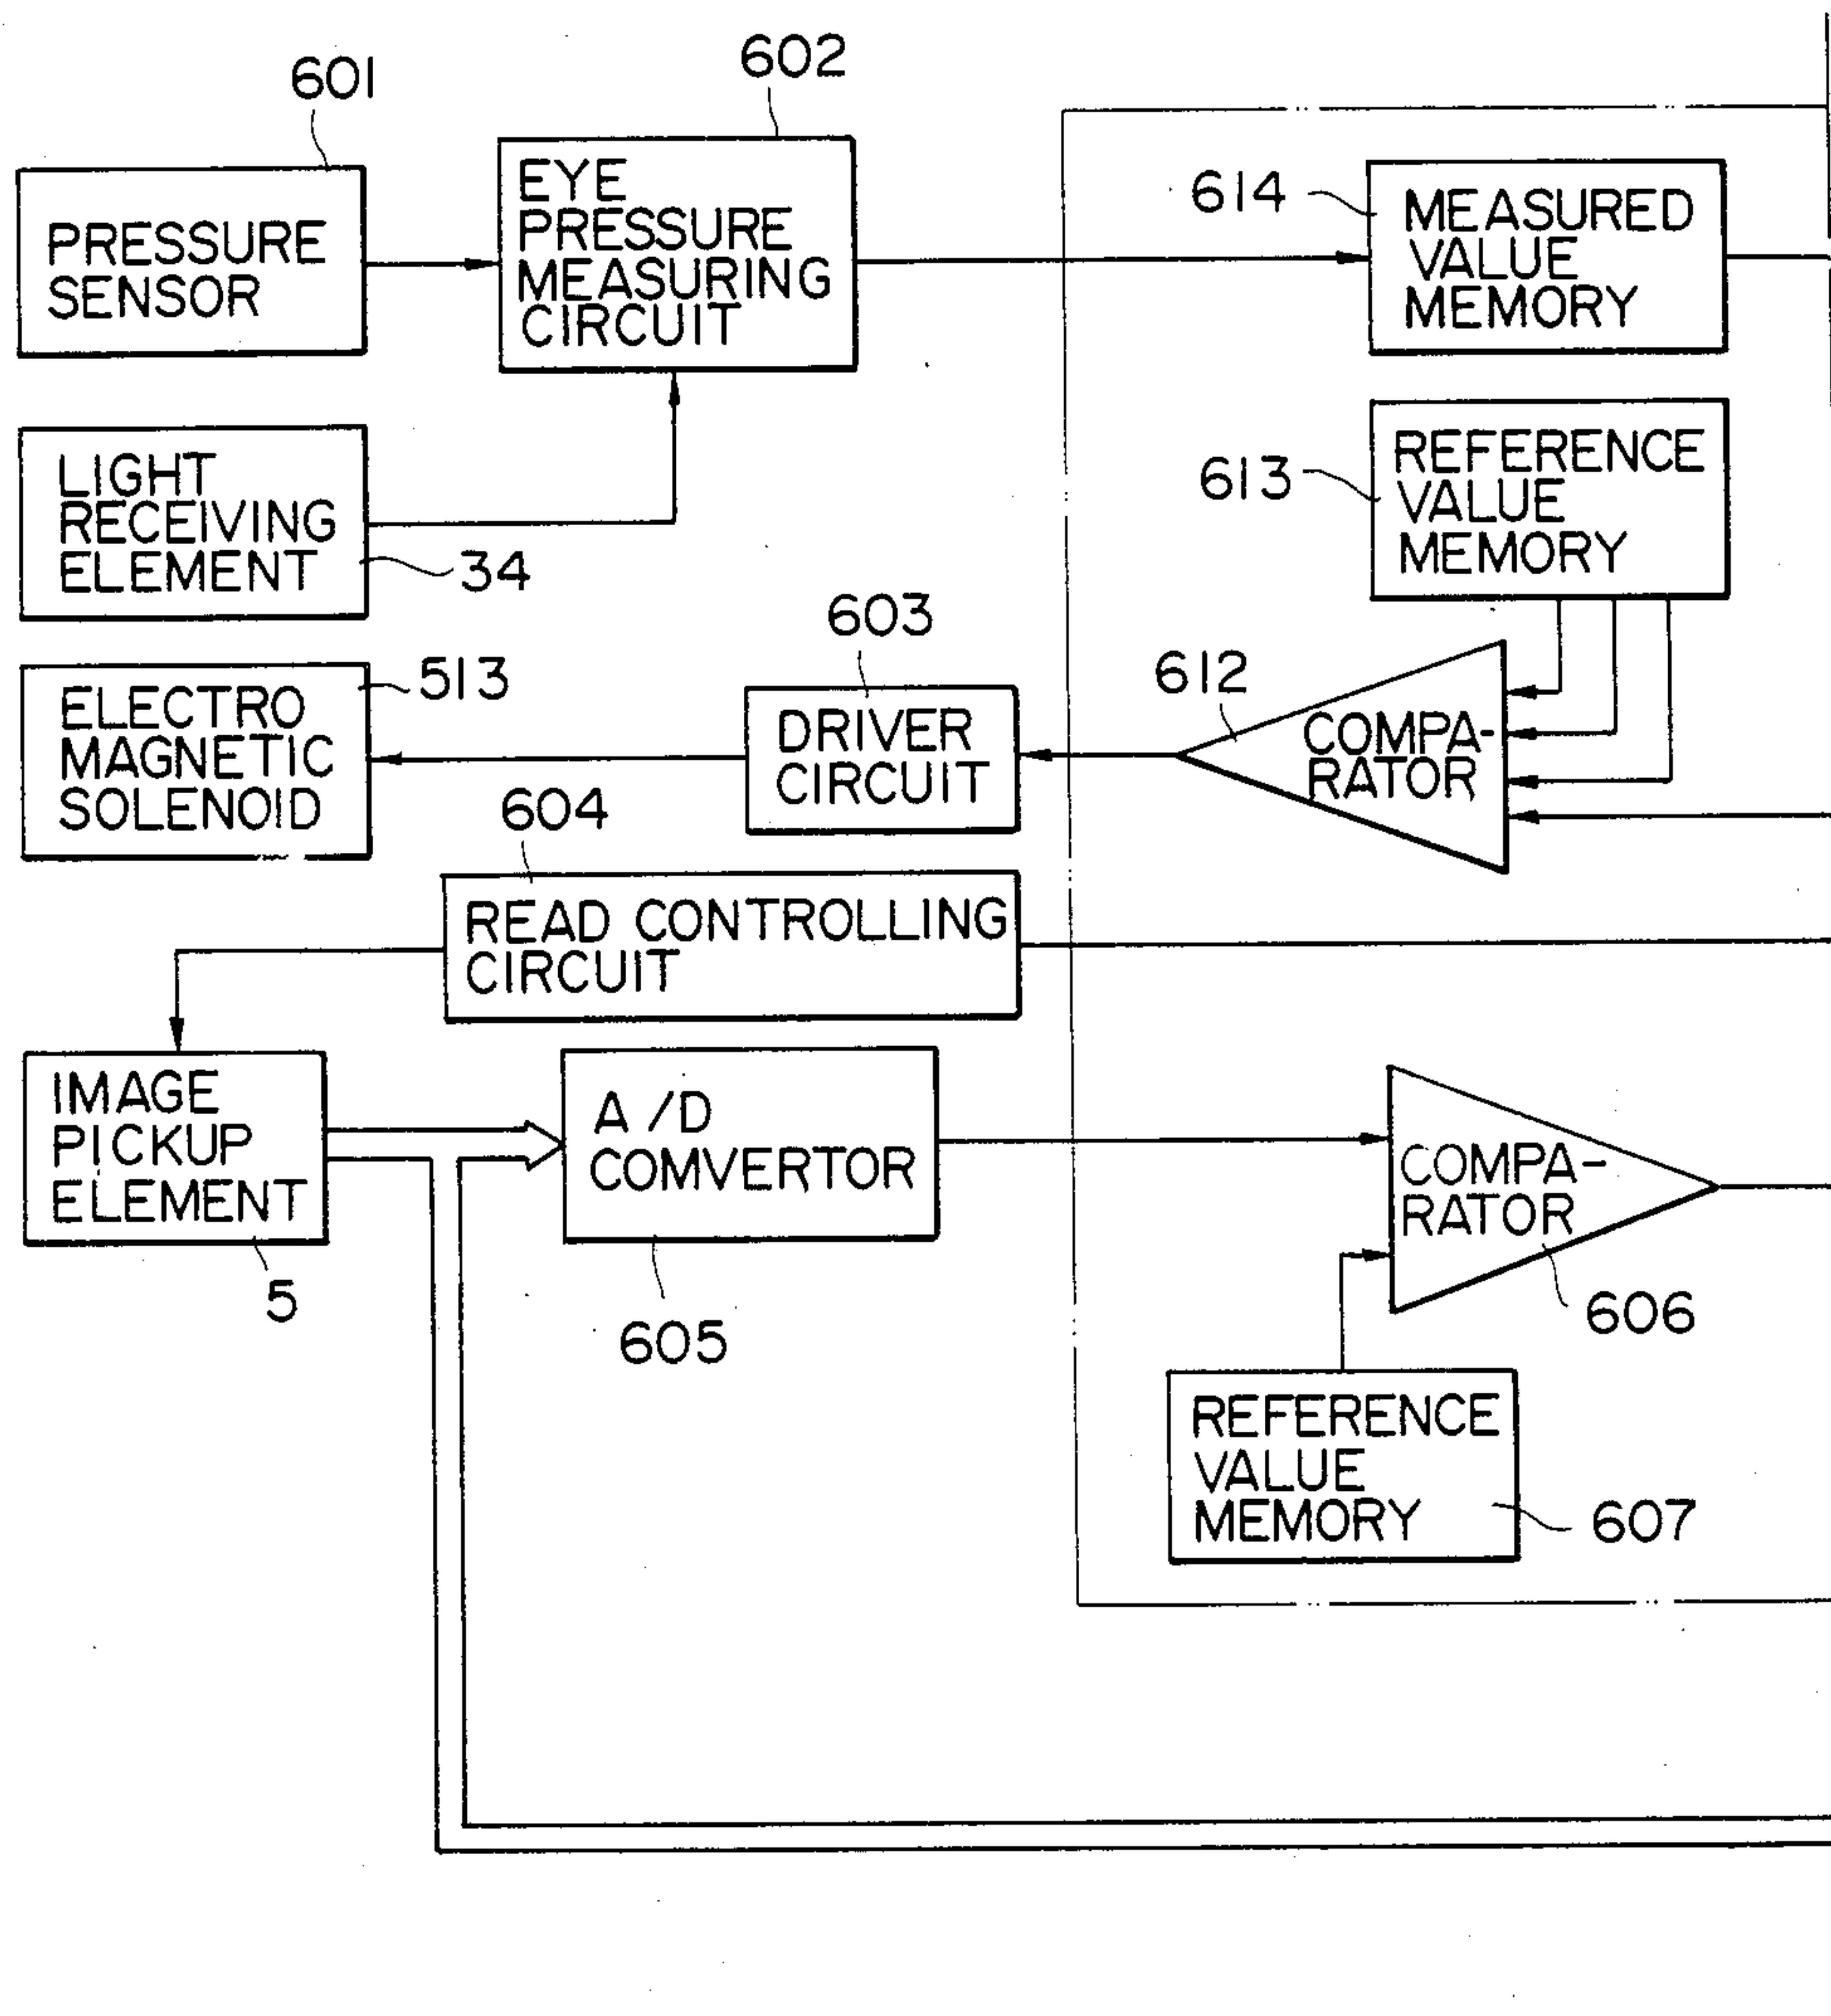 601
602
PRESSURE
SENSOR
EYE
PRESSURE
MEASURING
CIRCUIT
614
MEASURED
VALUE
MEMORY
LIGHT
RECEIVING
ELEMENT
34
613
REFERENCE
VALUE
MEMORY
603
513
ELECTRO
MAGNETIC
SOLENOID
DRIVER
CIRCUIT
612
COMPA-
RATOR
604
READ CONTROLLING
CIRCUIT
IMAGE
PICKUP
ELEMENT
5
A/D
COMVERTOR
605
COMPA-
RATOR
606
REFERENCE
VALUE
MEMORY
607